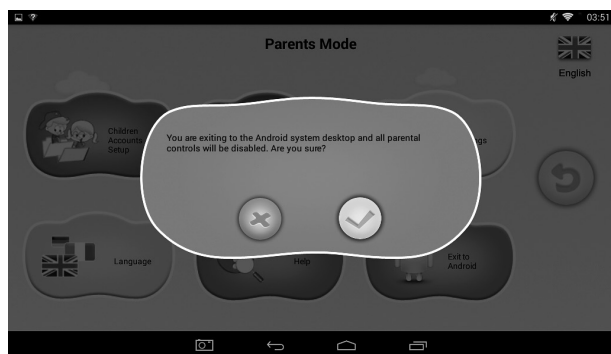 03:51
Parents Mode
English
Children
Accounts
Setup
ngs
You are exiting to the Android system desktop and all parental
controls will be disabled. Are you sure?
Language
Help
Exit to
Android